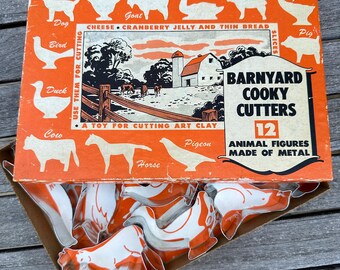 Goat
Dog
CHEESE · CRANBERRY JELLY AND THIN BREAD
SLICES
Pig
Bird
USE THEM FOR CUTTING
Duck
BARNYARD
COOKY
CUTTERS
12
ANIMAL FIGURES
MADE OF METAL
A TOY FOR CUTTING ART CLAY
Cow
Horse
Pigeon